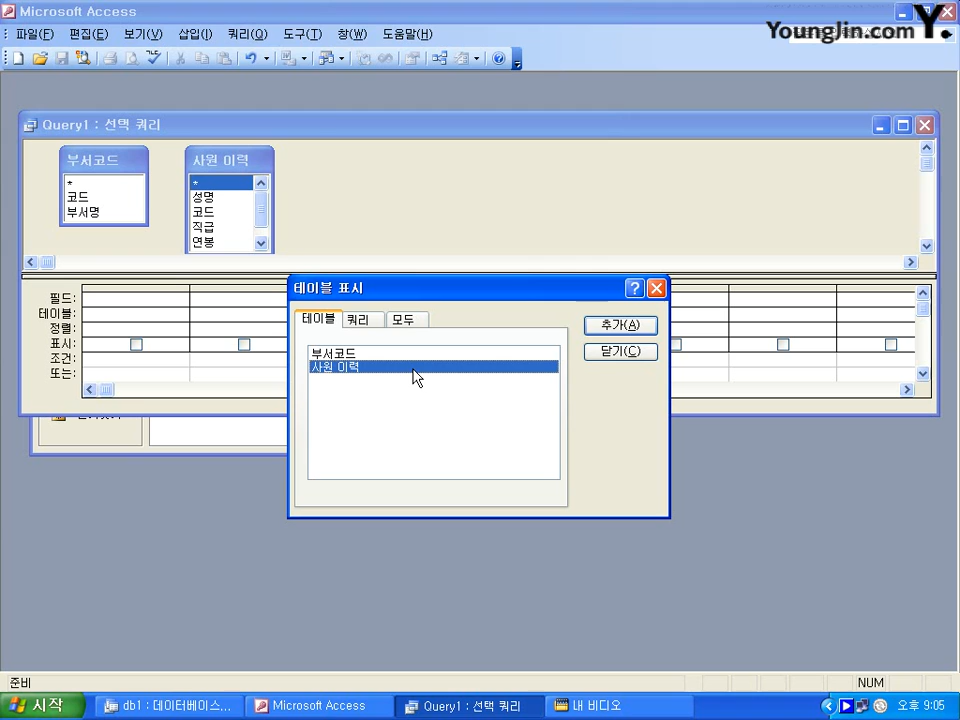 Microsoft Access
파일(F) 편집(E) 보기(V) 삽입(I) 쿼리(Q) 도구(T) 창(W) 도움말(H)
YoungJin.com Y.
Query1 : 선택 쿼리
부서코드
*
코드
부서명
사원 이력
*
성명
코드
직급
연봉
필드:
테이블:
정렬:
표시:
조건:
또는:
테이블 표시
테이블 쿼리 모두
부서코드
사원 이력
추가(A)
닫기(C)
준비
NUM
시작
db1 : 데이터베이스...
Microsoft Access
Query1 : 선택 쿼리
내 비디오
오후 9:05